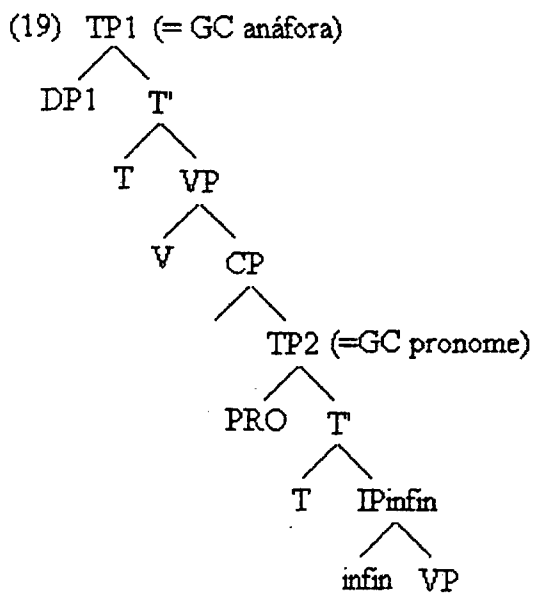 (19) TP1 (= GC anáfora)
DP1 T'
T VP
V CP
TP2 (=GC pronome)
PRO T'
T IPinfin
infin VP